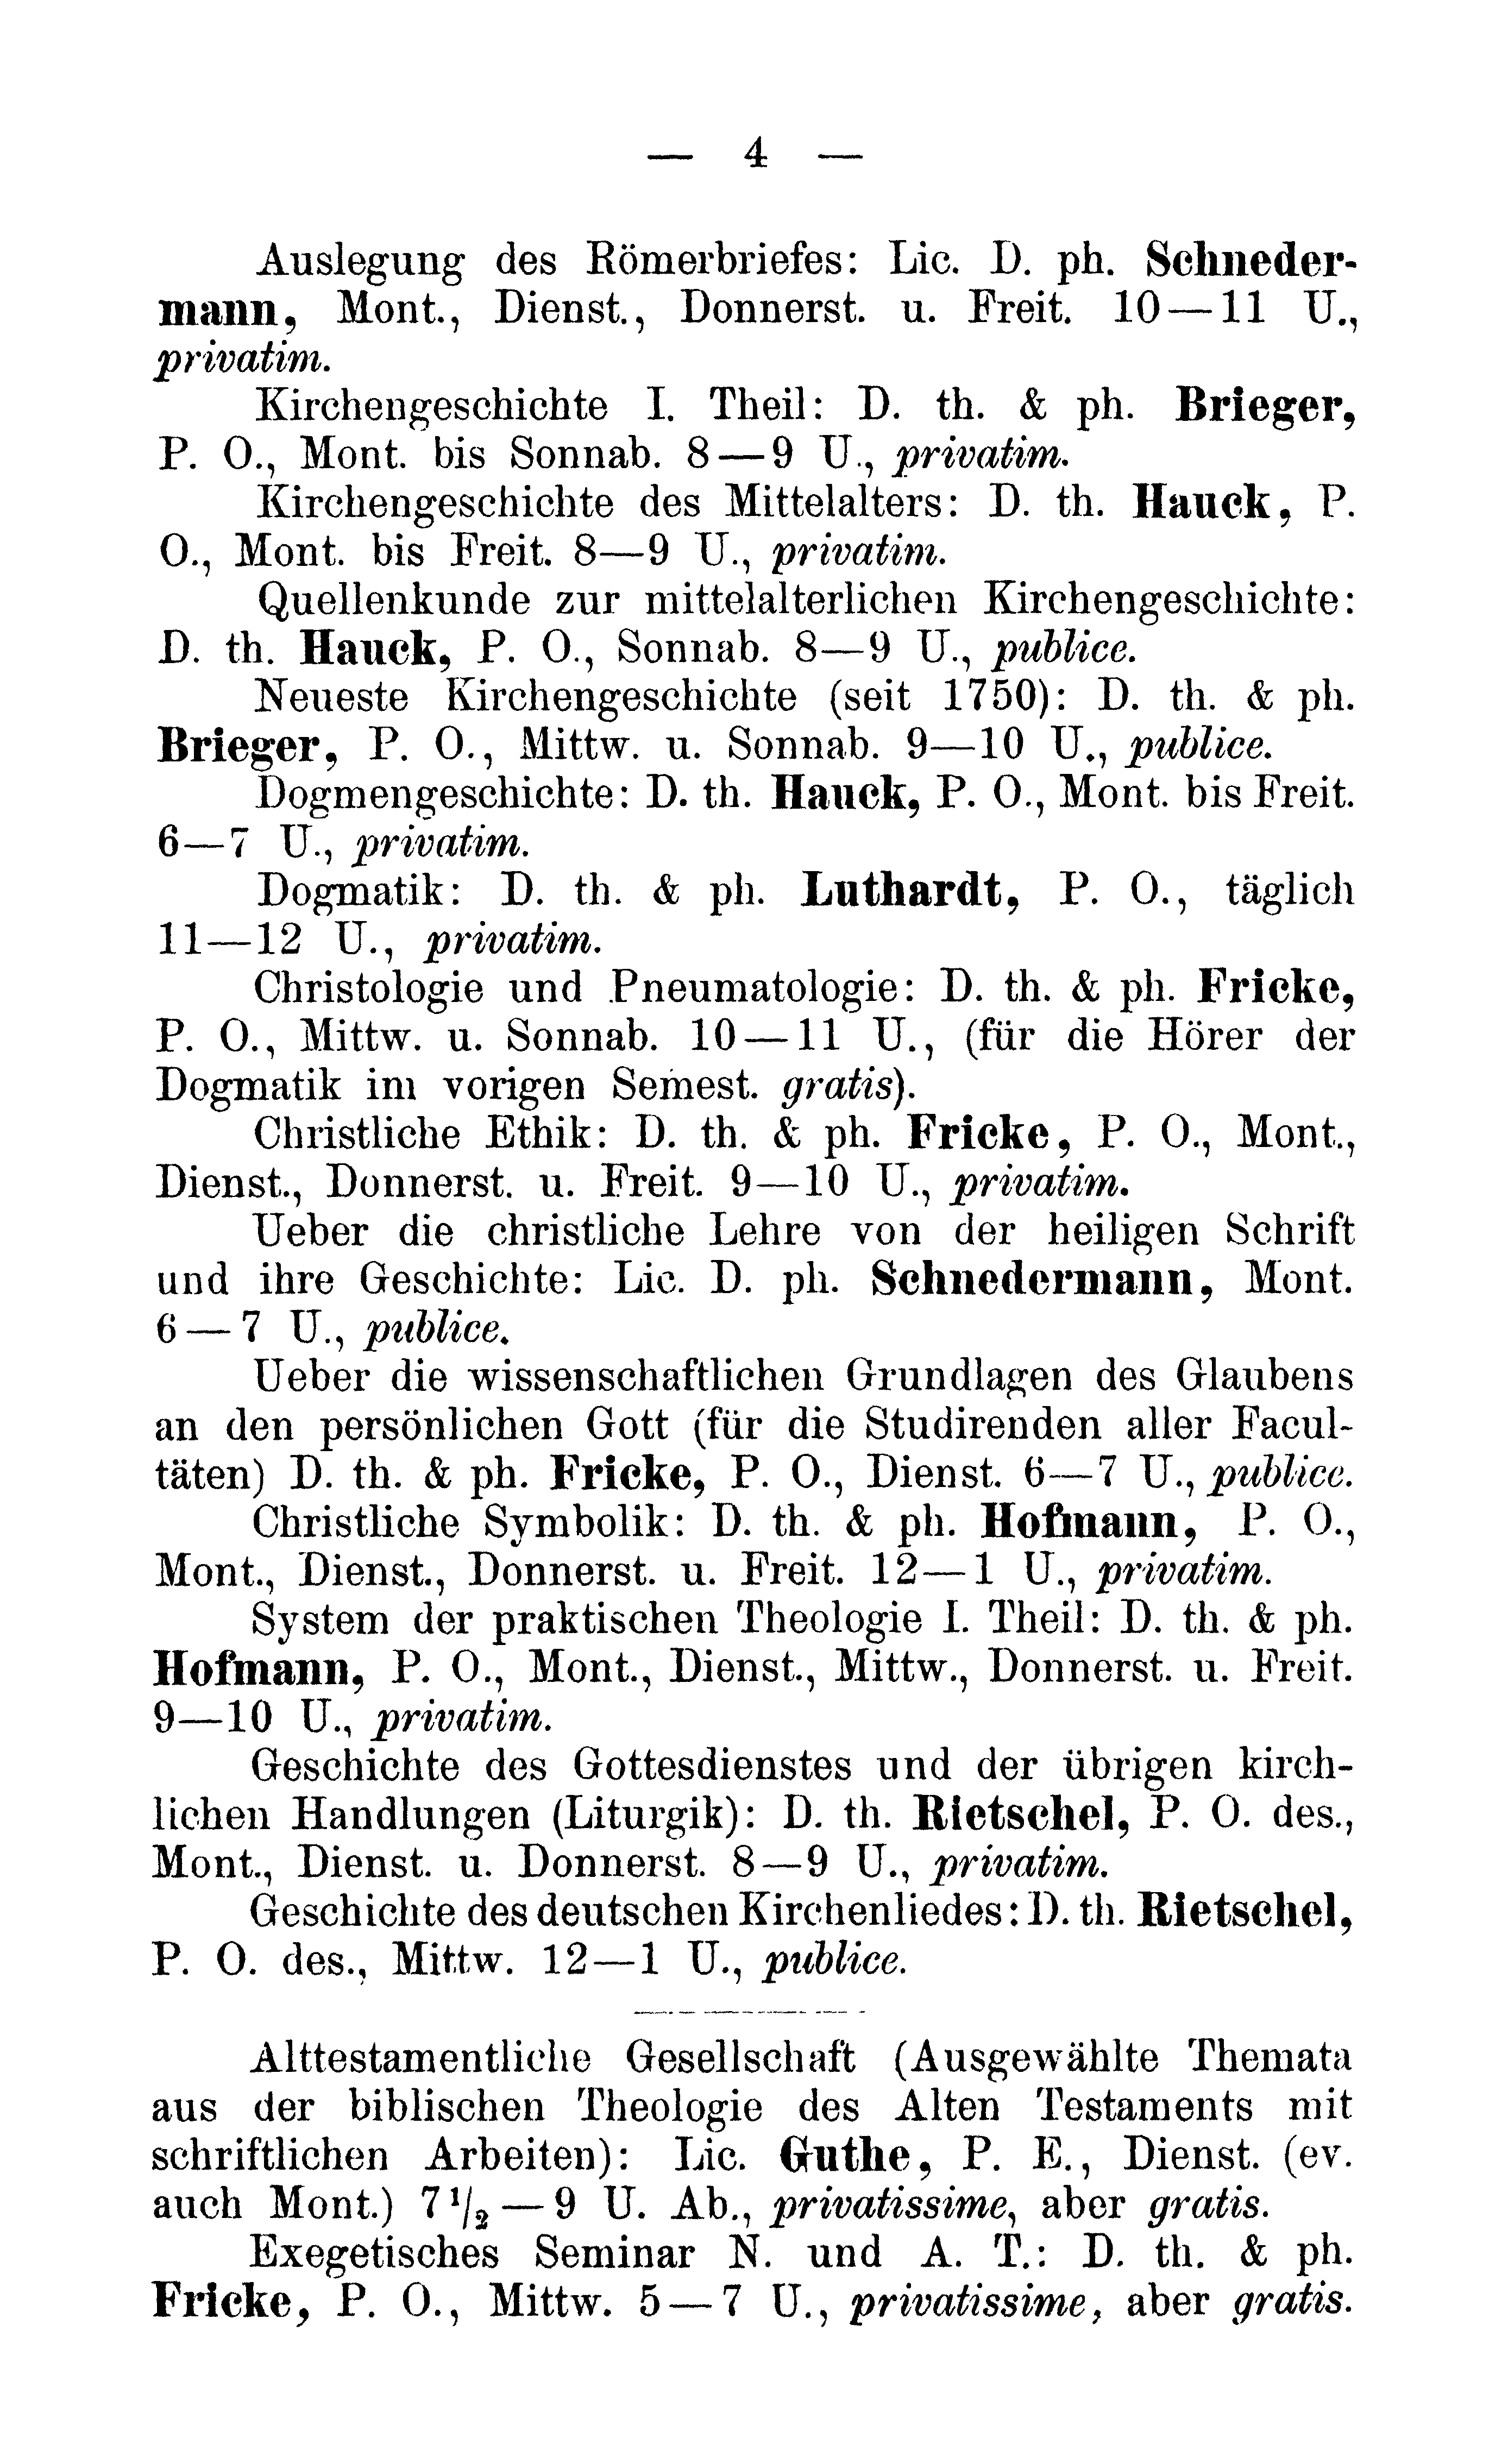 — 4 —
Auslegung des Römerbriefes: Lic. D. ph. Schneder-
mann, Mont., Dienst., Donnerst. u. Freit. 10—11 U.,
privatim.
Kirchengeschichte I. Theil: D. th. & ph. Brieger,
P. O., Mont. bis Sonnab. 8—9 U., privatim.
Kirchengeschichte des Mittelalters: D. th. Hauck, P.
O., Mont. bis Freit. 8—9 U., privatim.
Quellenkunde zur mittelalterlichen Kirchengeschichte:
D. th. Hauck, P. O., Sonnab. 8—9 U., publice.
Neueste Kirchengeschichte (seit 1750): D. th. & ph.
Brieger, P. O., Mittw. u. Sonnab. 9—10 U., publice.
Dogmengeschichte: D. th. Hauck, P. O., Mont. bis Freit.
6—7 U., privatim.
Dogmatik: D. th. & ph. Luthardt, P. O., täglich
11—12 U., privatim.
Christologie und Pneumatologie: D. th. & ph. Fricke,
P. O., Mittw. u. Sonnab. 10—11 U., (für die Hörer der
Dogmatik im vorigen Semest. gratis).
Christliche Ethik: D. th. & ph. Fricke, P. O., Mont.,
Dienst., Donnerst. u. Freit. 9—10 U., privatim.
Ueber die christliche Lehre von der heiligen Schrift
und ihre Geschichte: Lic. D. ph. Schnedermann, Mont.
6—7 U., publice.
Ueber die wissenschaftlichen Grundlagen des Glaubens
an den persönlichen Gott (für die Studirenden aller Facul-
täten) D. th. & ph. Fricke, P. O., Dienst. 6—7 U., publice.
Christliche Symbolik: D. th. & ph. Hofmann, P. O.,
Mont., Dienst., Donnerst. u. Freit. 12—1 U., privatim.
System der praktischen Theologie I. Theil: D. th. & ph.
Hofmann, P. O., Mont., Dienst., Mittw., Donnerst. u. Freit.
9—10 U., privatim.
Geschichte des Gottesdienstes und der übrigen kirch-
lichen Handlungen (Liturgik): D. th. Rietschel, P. O. des.,
Mont., Dienst. u. Donnerst. 8—9 U., privatim.
Geschichte des deutschen Kirchenliedes: D. th. Rietschel,
P. O. des., Mittw. 12—1 U., publice.
Alttestamentliche Gesellschaft (Ausgewählte Themata
aus der biblischen Theologie des Alten Testaments mit
schriftlichen Arbeiten): Lic. Guthe, P. E., Dienst. (ev.
auch Mont.) 7 1/2—9 U. Ab., privatissime, aber gratis.
Exegetisches Seminar N. und A. T.: D. th. & ph.
Fricke, P. O., Mittw. 5—7 U., privatissime, aber gratis.